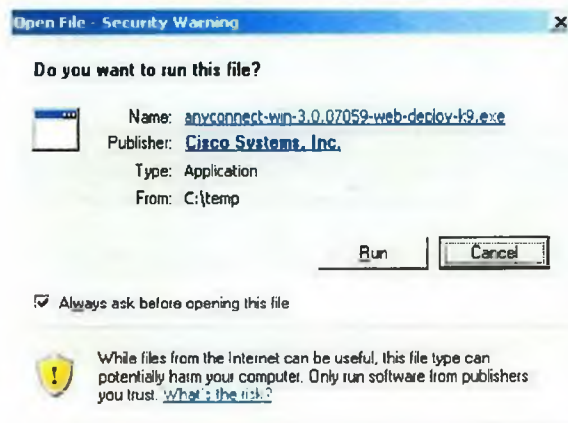 Open File - Security Warning
Do you want to run this file?
Name: anyconnect-win-3.0.07059-web-deploy-k9.exe
Publisher: Cisco Systems, Inc.
Type: Application
From: C:\temp
Run Cancel
Always ask before opening this file
While files from the Internet can be useful, this file type can
potentially harm your computer. Only run software from publishers
you trust. What's the risk?